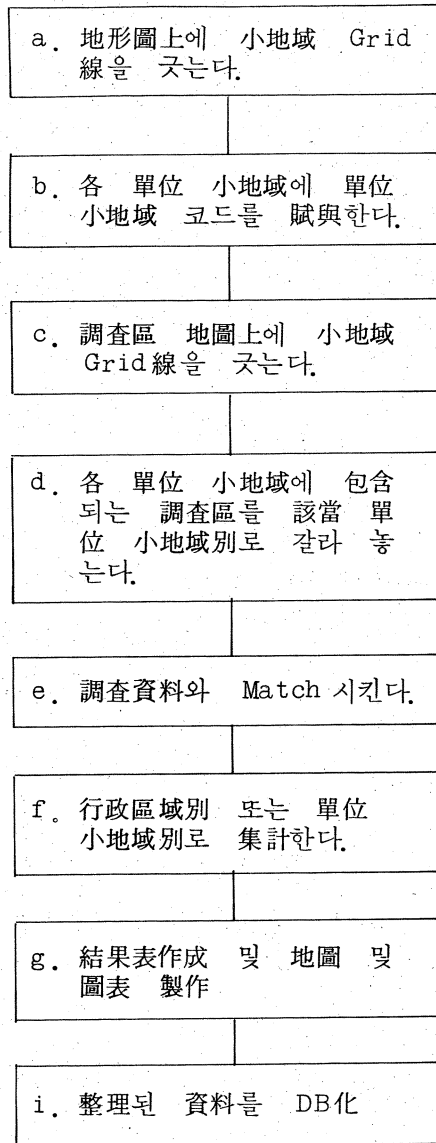 a. 地形圖上에 小地域 Grid
線을 긋는다.
b. 各 單位 小地域에 單位
小地域 코드를 賦與한다.
c. 調査區 地圖上에 小地域
Grid線을 긋는다.
d. 各 單位 小地域에 包含
되는 調査區를 該當 單
位 小地域別로 갈라 놓
는다.
e. 調査資料와 Match 시킨다.
f。 行政區域別 또는 單位
小地域別로 集計한다.
g. 結果表作成 및 地圖 및
圖表 製作
i. 整理된 資料를 DB化